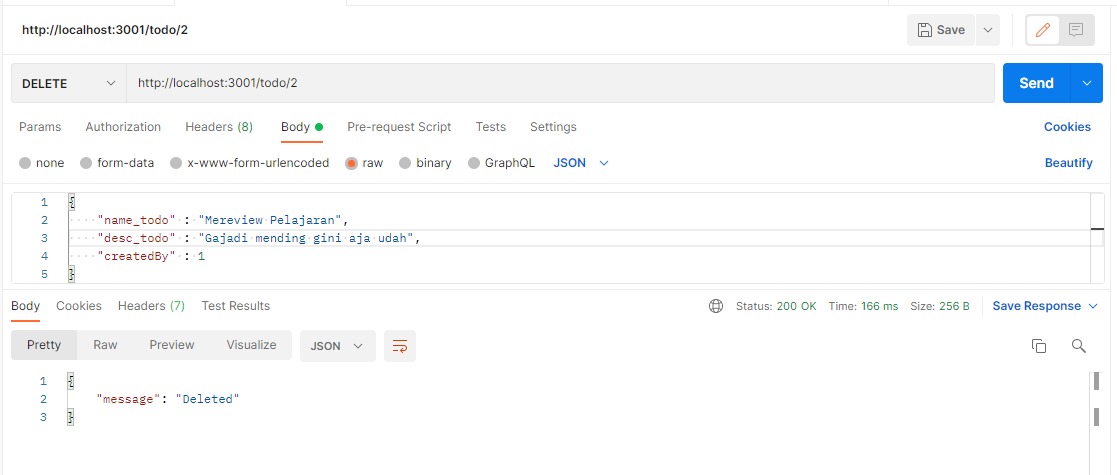 http://localhost:3001/todo/2 Save
DELETE http://localhost:3001/todo/2 Send
Params Authorization Headers (8) Body Pre-request Script Tests Settings Cookies
none form-data x-www-form-urlencoded raw binary GraphQL JSON Beautify
1 {
2 "name_todo" : "Mereview Pelajaran",
3 "desc_todo" : "Gajadi mending gini aja udah",
4 "createdBy" : 1
5 }
Body Cookies Headers (7) Test Results Status: 200 OK Time: 166 ms Size: 256 B Save Response
Pretty Raw Preview Visualize JSON
1 {
2 "message": "Deleted"
3 }